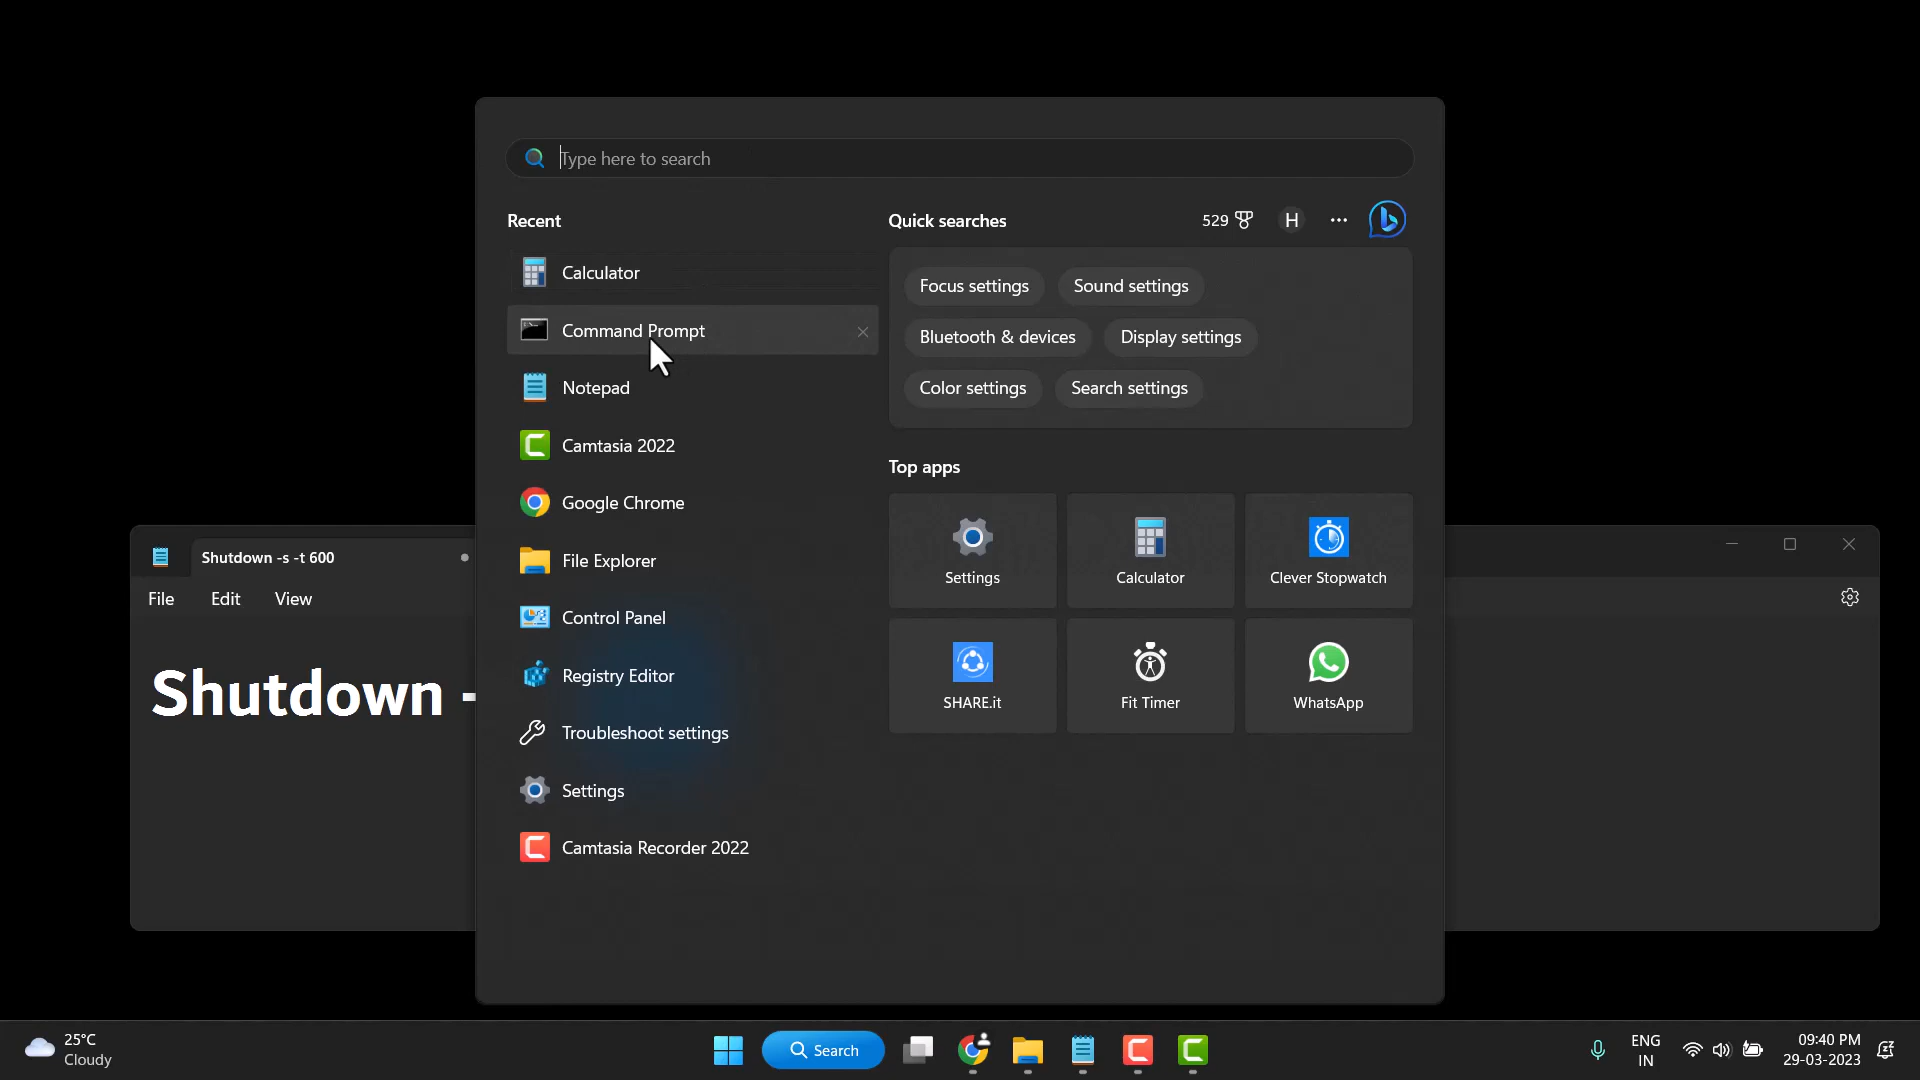 Type here to search
Recent
Quick searches
529
H
Calculator
Command Prompt
Notepad
Camtasia 2022
Google Chrome
File Explorer
Control Panel
Registry Editor
Troubleshoot settings
Settings
Camtasia Recorder 2022
Focus settings
Sound settings
Bluetooth & devices
Display settings
Color settings
Search settings
Top apps
Settings
Calculator
Clever Stopwatch
SHARE.it
Fit Timer
WhatsApp
Shutdown -s -t 600
File Edit View
Shutdown -
25°C
Cloudy
Search
ENG
IN
09:40 PM
29-03-2023